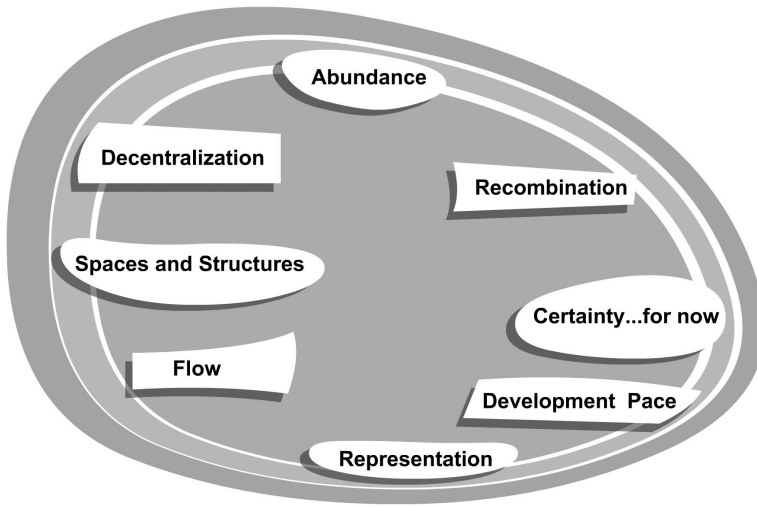 Abundance
Decentralization
Recombination
Spaces and Structures
Certainty...for now
Flow
Development Pace
Representation